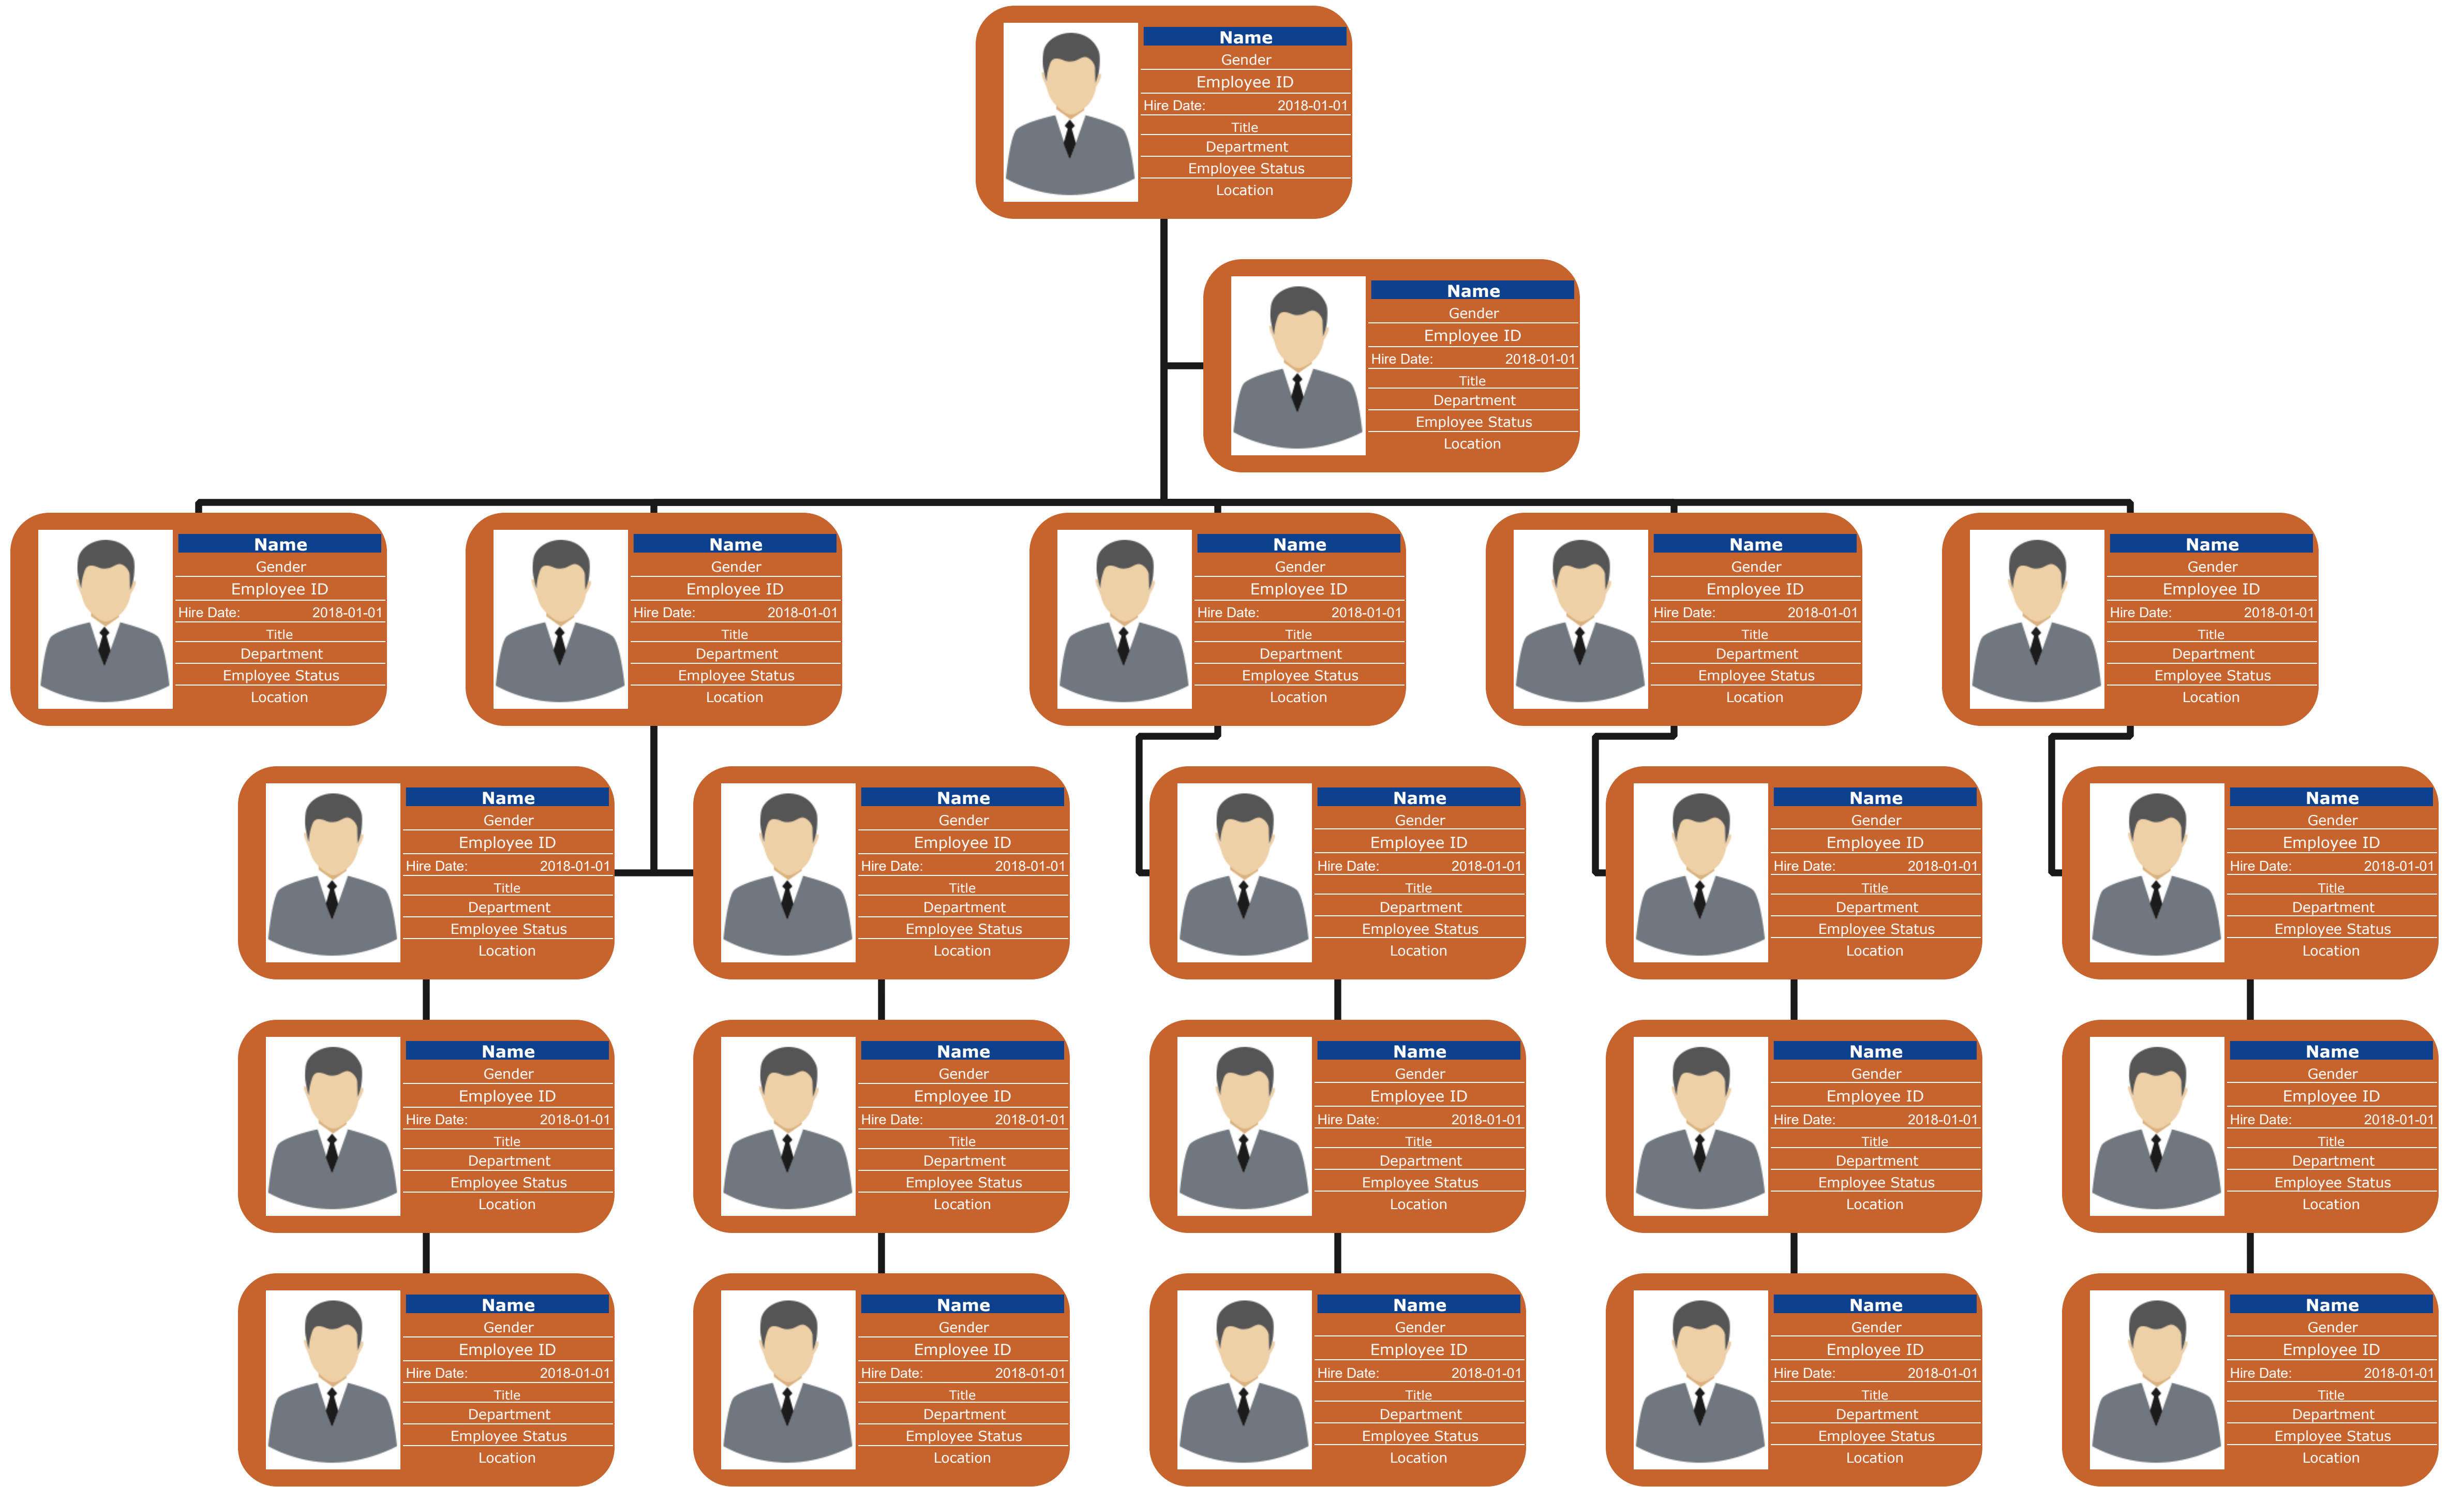 Name
Gender
Employee ID
Hire Date: 2018-01-01
Title
Department
Employee Status
Location
Name
Gender
Employee ID
Hire Date: 2018-01-01
Title
Department
Employee Status
Location
Name
Gender
Employee ID
Hire Date: 2018-01-01
Title
Department
Employee Status
Location
Name
Gender
Employee ID
Hire Date: 2018-01-01
Title
Department
Employee Status
Location
Name
Gender
Employee ID
Hire Date: 2018-01-01
Title
Department
Employee Status
Location
Name
Gender
Employee ID
Hire Date: 2018-01-01
Title
Department
Employee Status
Location
Name
Gender
Employee ID
Hire Date: 2018-01-01
Title
Department
Employee Status
Location
Name
Gender
Employee ID
Hire Date: 2018-01-01
Title
Department
Employee Status
Location
Name
Gender
Employee ID
Hire Date: 2018-01-01
Title
Department
Employee Status
Location
Name
Gender
Employee ID
Hire Date: 2018-01-01
Title
Department
Employee Status
Location
Name
Gender
Employee ID
Hire Date: 2018-01-01
Title
Department
Employee Status
Location
Name
Gender
Employee ID
Hire Date: 2018-01-01
Title
Department
Employee Status
Location
Name
Gender
Employee ID
Hire Date: 2018-01-01
Title
Department
Employee Status
Location
Name
Gender
Employee ID
Hire Date: 2018-01-01
Title
Department
Employee Status
Location
Name
Gender
Employee ID
Hire Date: 2018-01-01
Title
Department
Employee Status
Location
Name
Gender
Employee ID
Hire Date: 2018-01-01
Title
Department
Employee Status
Location
Name
Gender
Employee ID
Hire Date: 2018-01-01
Title
Department
Employee Status
Location
Name
Gender
Employee ID
Hire Date: 2018-01-01
Title
Department
Employee Status
Location
Name
Gender
Employee ID
Hire Date: 2018-01-01
Title
Department
Employee Status
Location
Name
Gender
Employee ID
Hire Date: 2018-01-01
Title
Department
Employee Status
Location
Name
Gender
Employee ID
Hire Date: 2018-01-01
Title
Department
Employee Status
Location
Name
Gender
Employee ID
Hire Date: 2018-01-01
Title
Department
Employee Status
Location